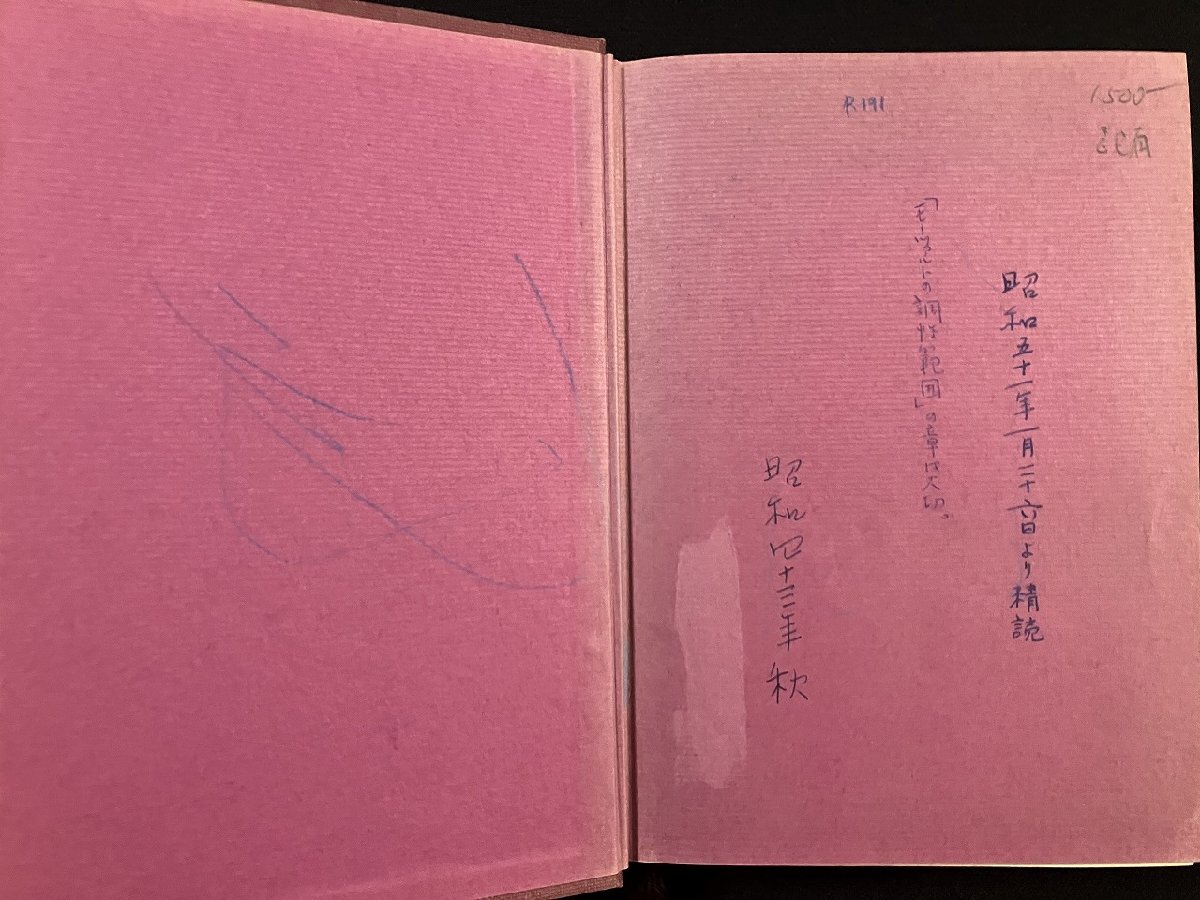 1500-
記有
R191
昭和五十一年一月二十六日より精読
「モーツァルトの調性範囲」の章は大切。
昭和四十三年秋